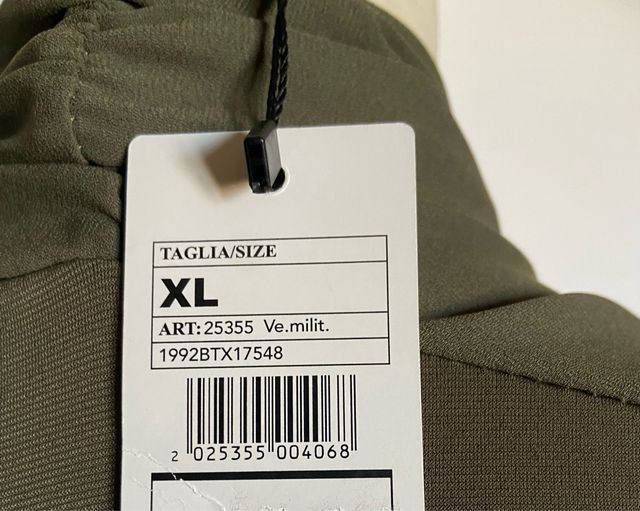 TAGLIA/SIZE
XL
ART: 25355 Ve.milit.
1992BTX17548
2 025355 004068